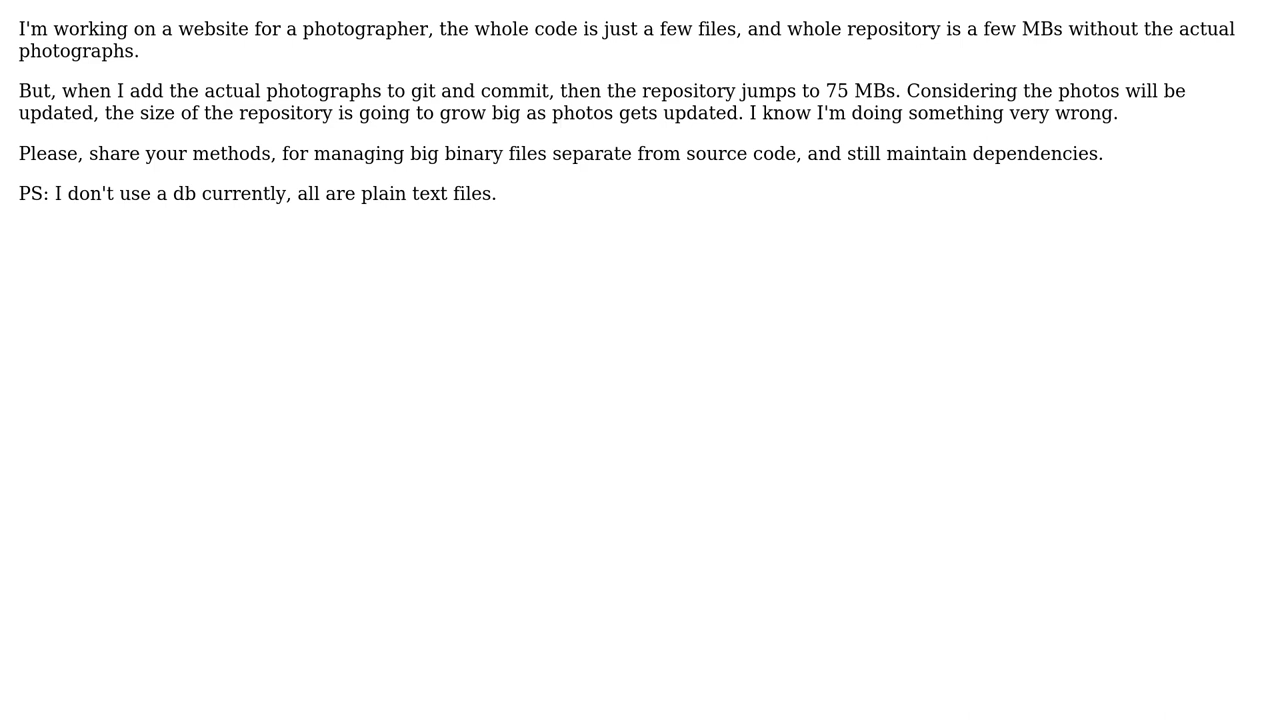 I'm working on a website for a photographer, the whole code is just a few files, and whole repository is a few MBs without the actual
photographs.
But, when I add the actual photographs to git and commit, then the repository jumps to 75 MBs. Considering the photos will be
updated, the size of the repository is going to grow big as photos gets updated. I know I'm doing something very wrong.
Please, share your methods, for managing big binary files separate from source code, and still maintain dependencies.
PS: I don't use a db currently, all are plain text files.